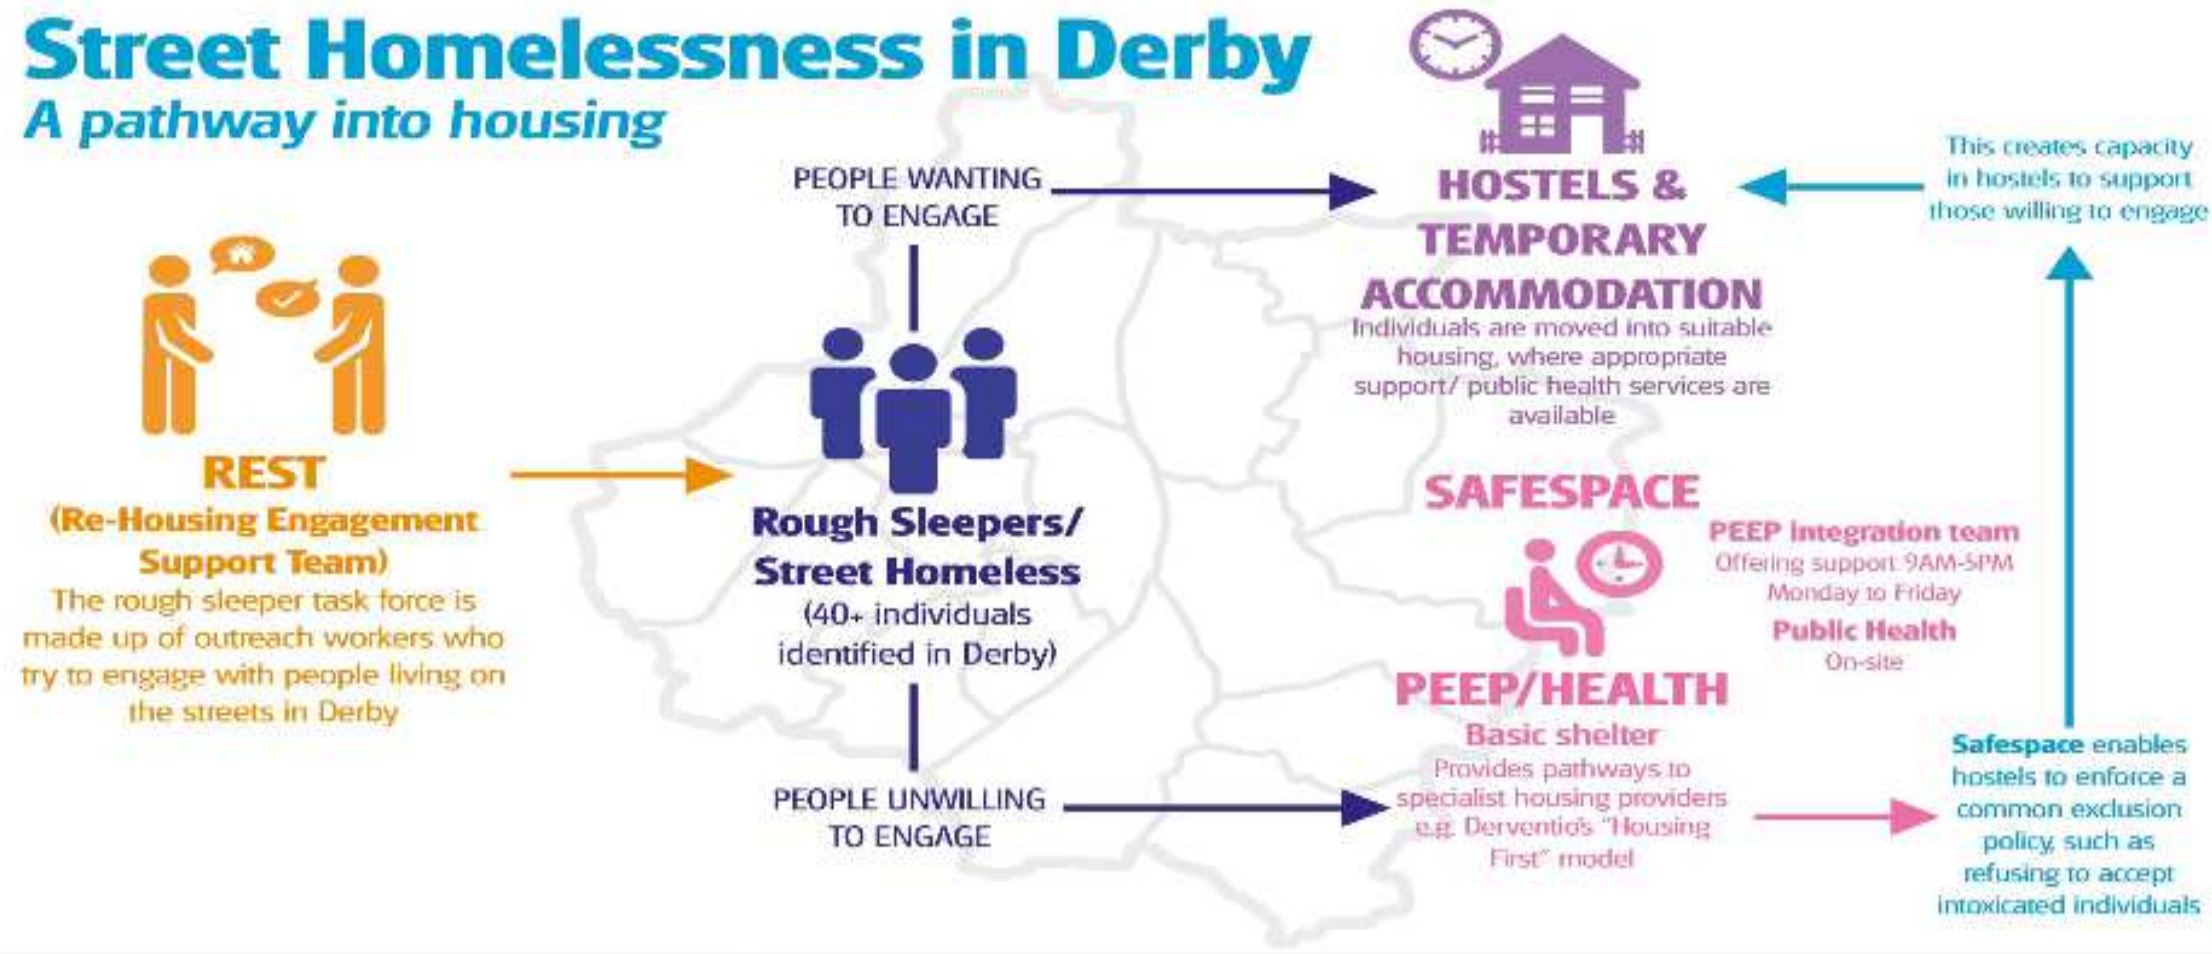 Street Homelessness in Derby
A pathway into housing
REST
(Re-Housing Engagement
Support Team)
The rough sleeper task force is
made up of outreach workers who
try to engage with people living on
the streets in Derby
PEOPLE WANTING
TO ENGAGE
Rough Sleepers/
Street Homeless
(40+ individuals
identified in Derby)
PEOPLE UNWILLING
TO ENGAGE
HOSTELS &
TEMPORARY
ACCOMMODATION
Individuals are moved into suitable
housing, where appropriate
support/ public health services are
available
SAFESPACE
PEEP/HEALTH
Basic shelter
Provides pathways to
specialist housing providers
e.g. Derventio's "Housing
First" model
PEEP Integration team
Offering support 9AM-5PM
Monday to Friday
Public Health
On-site
Safespace enables
hostels to enforce a
common exclusion
policy, such as
refusing to accept
intoxicated individuals
This creates capacity
in hostels to support
those willing to engage